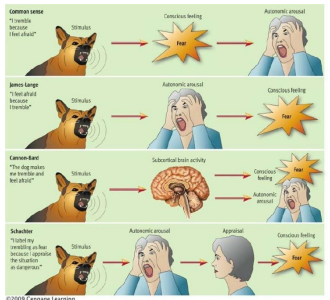 Common sense
"I tremble
because
I feel afraid"
Stimulus
Conscious feeling
Fear
Autonomic arousal
James-Lange
"I feel afraid
because
I tremble"
Stimulus
Autonomic arousal
Conscious feeling
Fear
Cannon-Bard
"The dog makes
me tremble and
feel afraid"
Stimulus
Subcortical brain activity
Conscious
feeling
Fear
Autonomic
arousal
Schachter
"I label my
trembling as fear
because I appraise
the situation
as dangerous"
Stimulus
Autonomic arousal
Appraisal
Conscious feeling
Fear
©2009 Cengage Learning